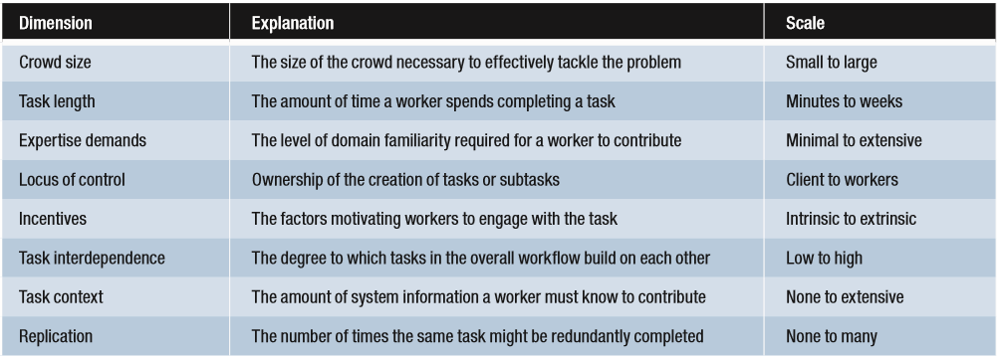 Dimension Explanation Scale
Crowd size The size of the crowd necessary to effectively tackle the problem Small to large
Task length The amount of time a worker spends completing a task Minutes to weeks
Expertise demands The level of domain familiarity required for a worker to contribute Minimal to extensive
Locus of control Ownership of the creation of tasks or subtasks Client to workers
Incentives The factors motivating workers to engage with the task Intrinsic to extrinsic
Task interdependence The degree to which tasks in the overall workflow build on each other Low to high
Task context The amount of system information a worker must know to contribute None to extensive
Replication The number of times the same task might be redundantly completed None to many